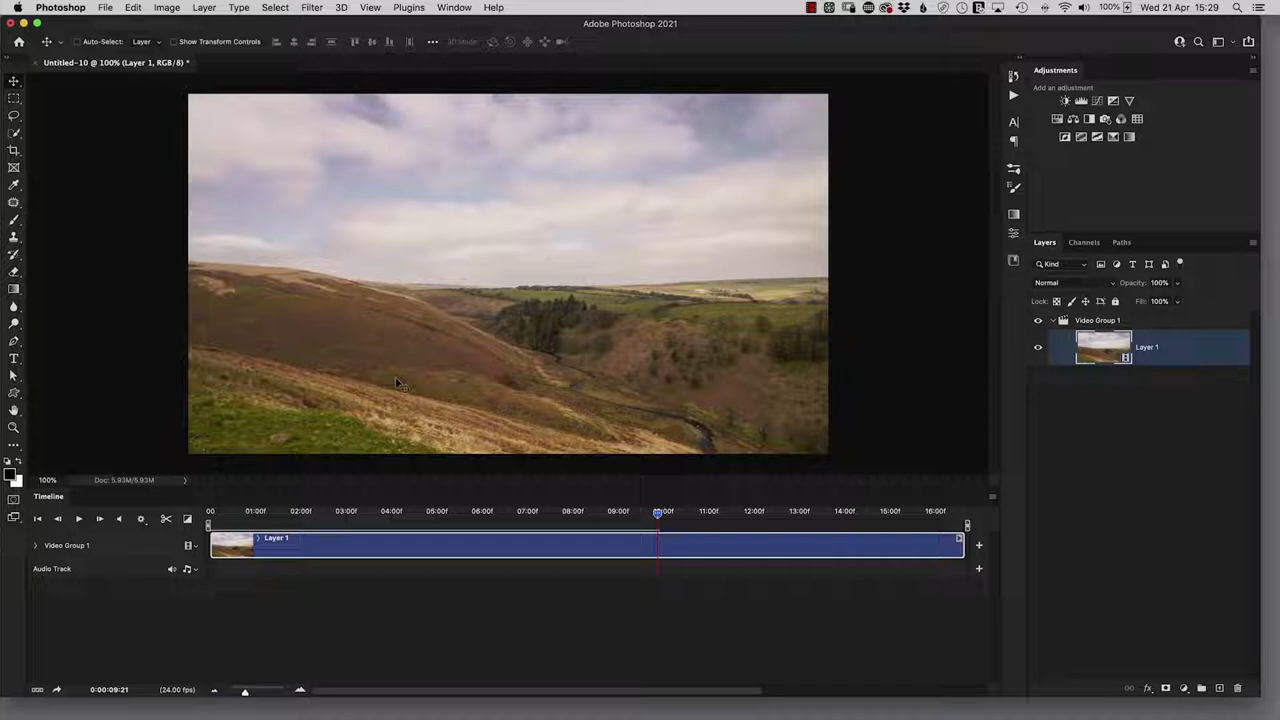 Photoshop File Edit Image Layer Type Select Filter 3D View Plugins Window Help 100% Wed 21 Apr 15:29
Adobe Photoshop 2021
Auto-Select: Layer Show Transform Controls 3D Mode:
Untitled-10 @ 100% (Layer 1, RGB/8) *
Adjustments
Add an adjustment
Layers Channels Paths
Kind
Normal Opacity: 100%
Lock: Fill: 100%
Video Group 1
Layer 1
100% Doc: 5.93M/5.93M
Timeline
00 01:00f 02:00f 03:00f 04:00f 05:00f 06:00f 07:00f 08:00f 09:00f 10:00f 11:00f 12:00f 13:00f 14:00f 15:00f 16:00f
Video Group 1 Layer 1
Audio Track
0:00:09:21 (24.00 fps)